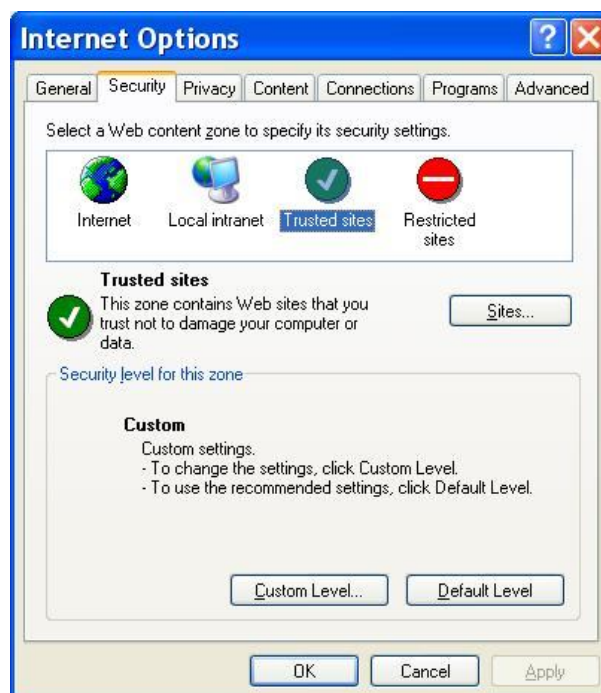 Internet Options
General Security Privacy Content Connections Programs Advanced
Select a Web content zone to specify its security settings.
Internet Local intranet Trusted sites Restricted
sites
Trusted sites
This zone contains Web sites that you
trust not to damage your computer or
data.
Sites...
Security level for this zone
Custom
Custom settings.
- To change the settings, click Custom Level.
- To use the recommended settings, click Default Level.
Custom Level... Default Level
OK Cancel Apply